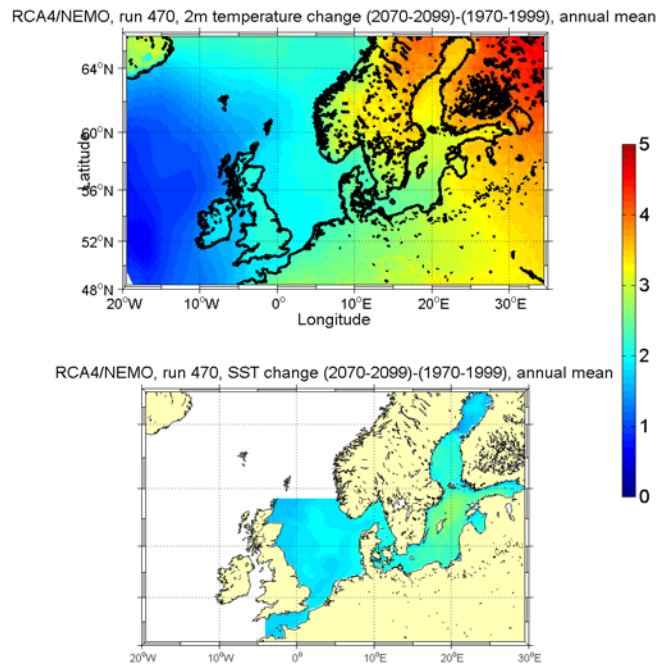 RCA4/NEMO, run 470, 2m temperature change (2070-2099)-(1970-1999), annual mean
64°N
60°N
56°N
52°N
48°N
Latitude
20°W 10°W 0° 10°E 20°E 30°E
Longitude
5
4
3
2
1
0
RCA4/NEMO, run 470, SST change (2070-2099)-(1970-1999), annual mean
20°W 10°W 0° 10°E 20°E 30°E